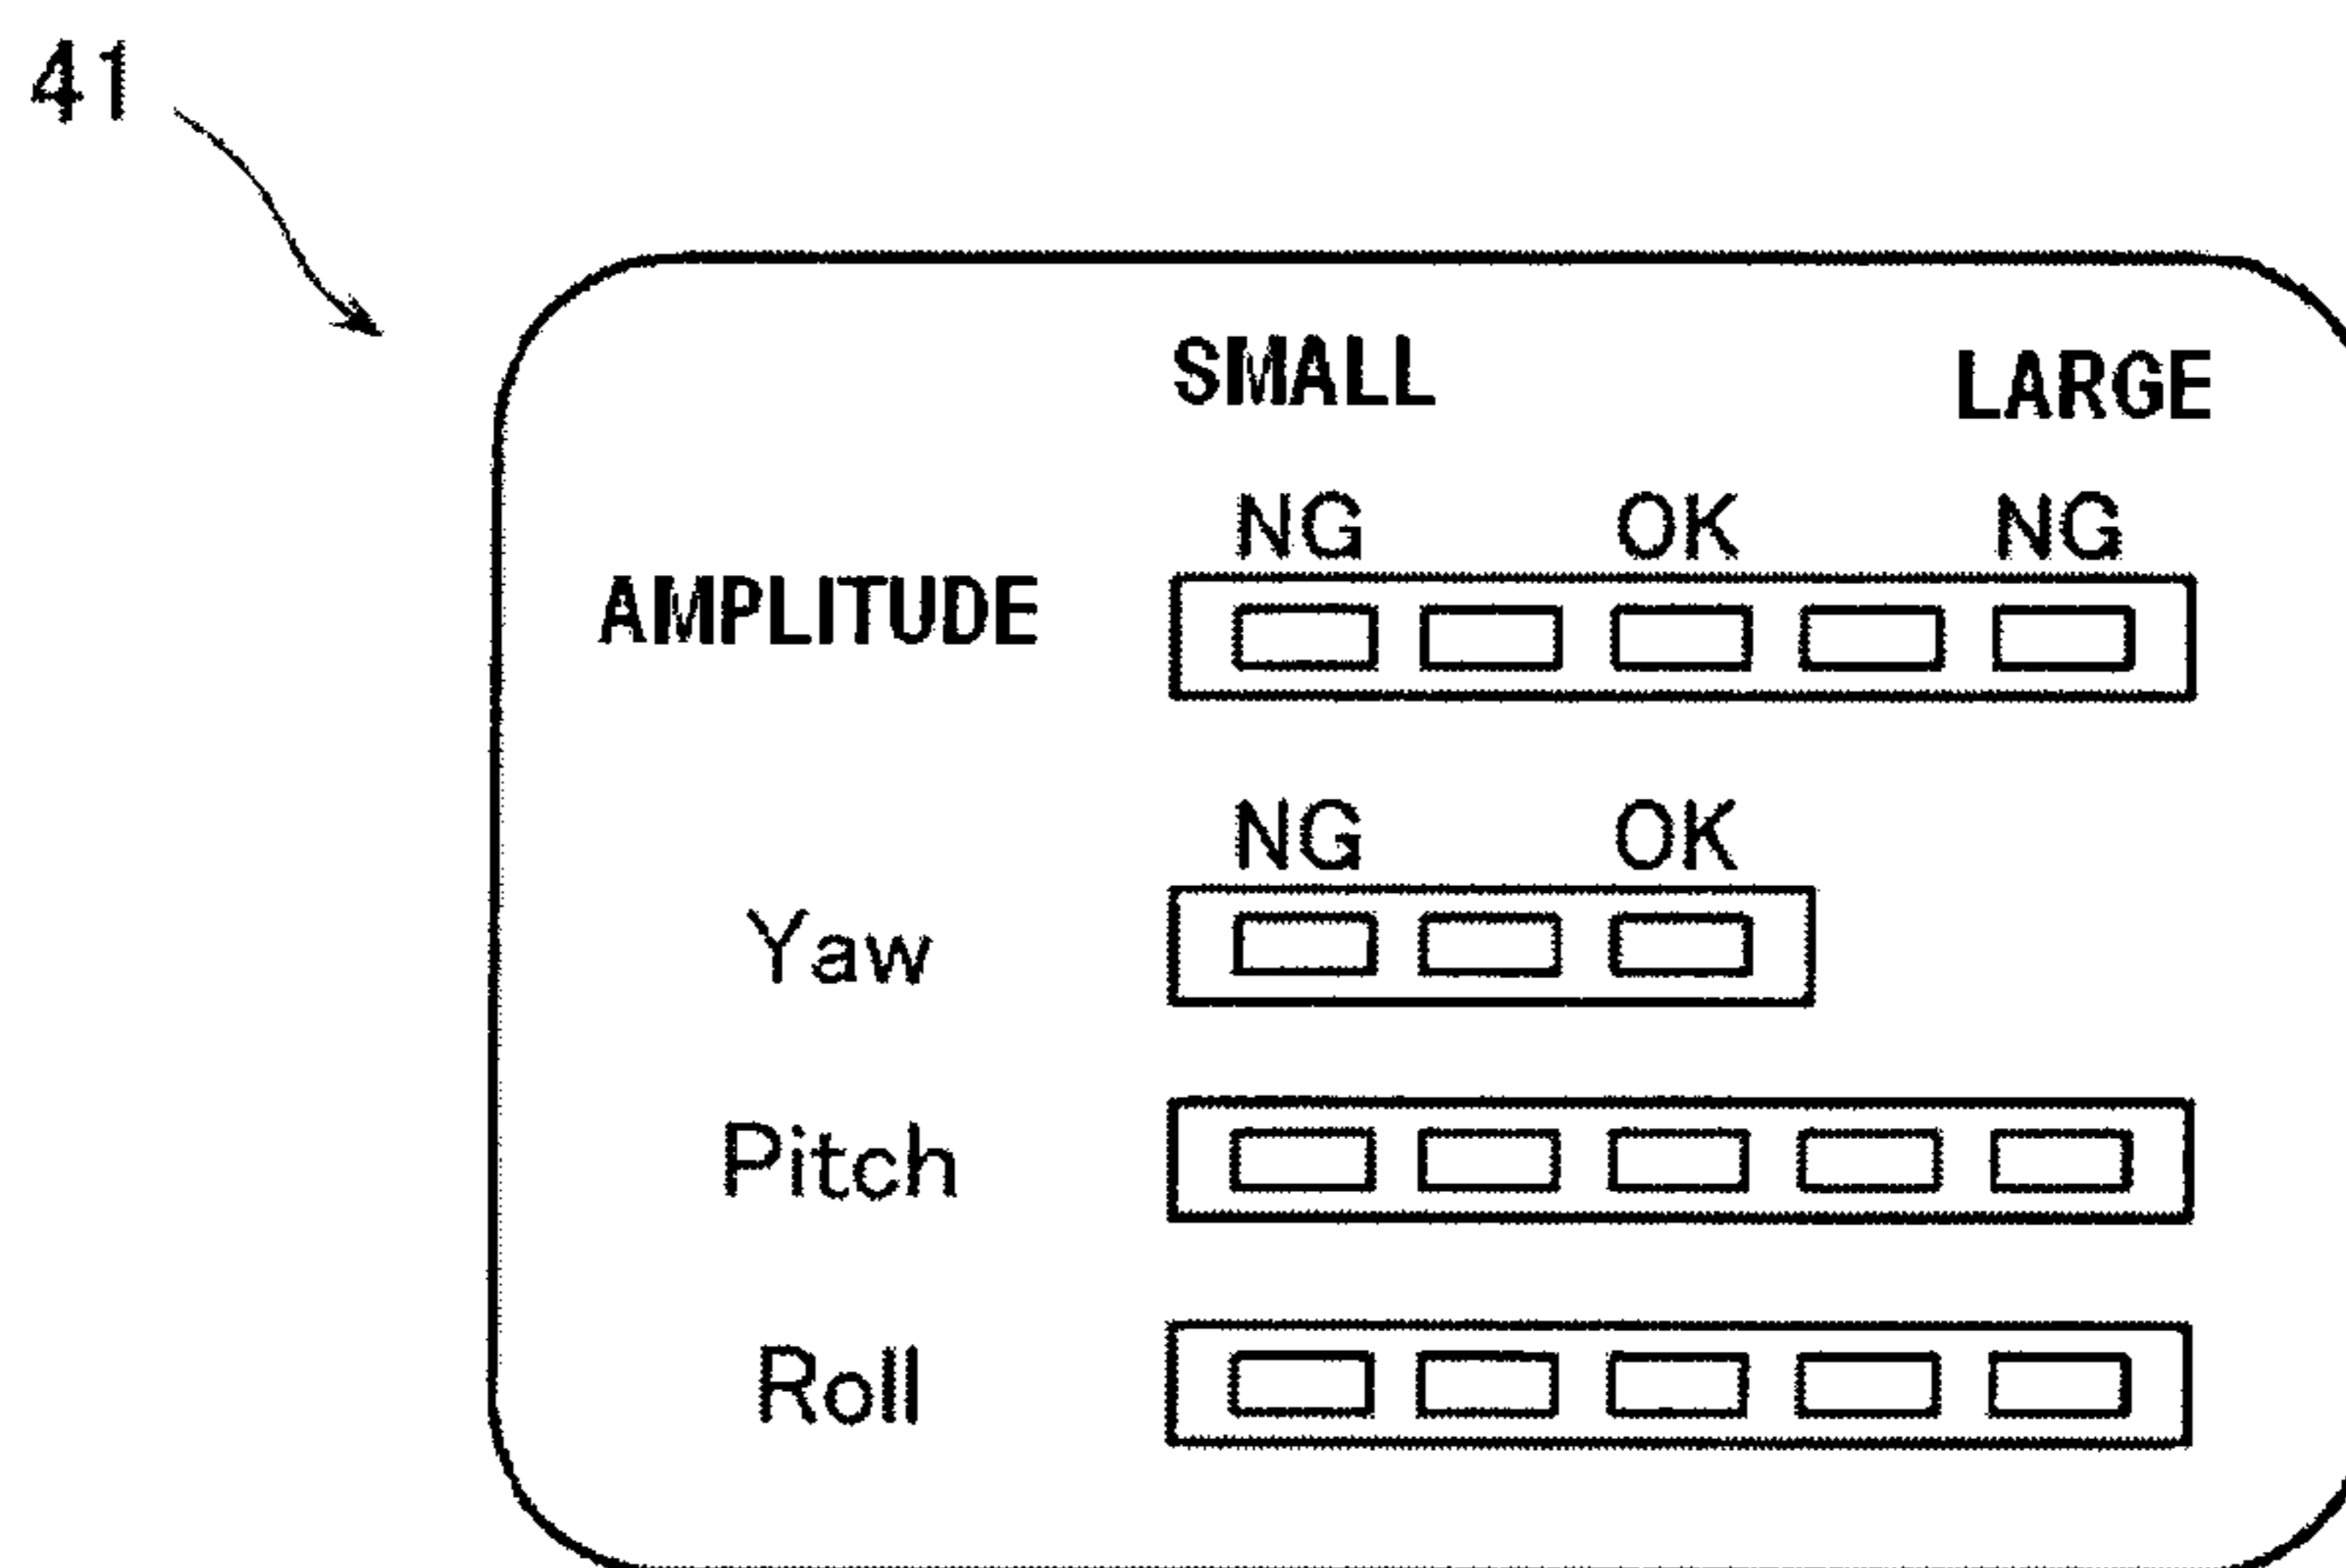 41
SMALL LARGE
NG OK NG
AMPLITUDE
NG OK
Yaw
Pitch
Roll